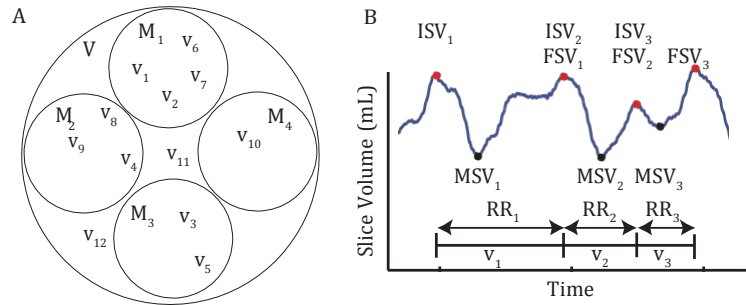 A
V
M₁
v₆
v₁
v₇
v₂
M₂
v₈
v₉
v₄
M₄
v₁₀
v₁₁
M₃
v₃
v₅
v₁₂
B
ISV₁ ISV₂ ISV₃
FSV₁ FSV₂ FSV₃
MSV₁ MSV₂ MSV₃
RR₁ RR₂ RR₃
v₁ v₂ v₃
Slice Volume (mL)
Time